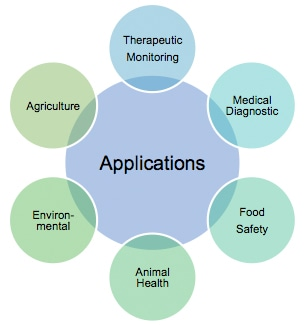 Therapeutic
Monitoring
Medical
Diagnostic
Food
Safety
Animal
Health
Environ-
mental
Agriculture
Applications